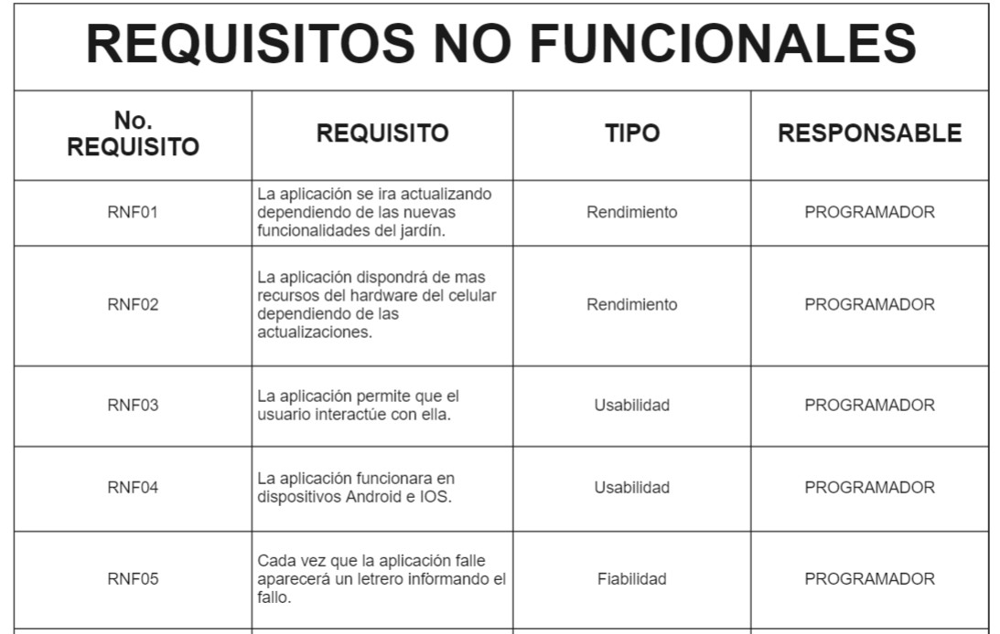 REQUISITOS NO FUNCIONALES
No.
REQUISITO
REQUISITO
TIPO
RESPONSABLE
RNF01
La aplicación se ira actualizando
dependiendo de las nuevas
funcionalidades del jardín.
Rendimiento
PROGRAMADOR
RNF02
La aplicación dispondrá de mas
recursos del hardware del celular
dependiendo de las
actualizaciones.
Rendimiento
PROGRAMADOR
RNF03
La aplicación permite que el
usuario interactúe con ella.
Usabilidad
PROGRAMADOR
RNF04
La aplicación funcionara en
dispositivos Android e IOS.
Usabilidad
PROGRAMADOR
RNF05
Cada vez que la aplicación falle
aparecerá un letrero informando el
fallo.
Fiabilidad
PROGRAMADOR